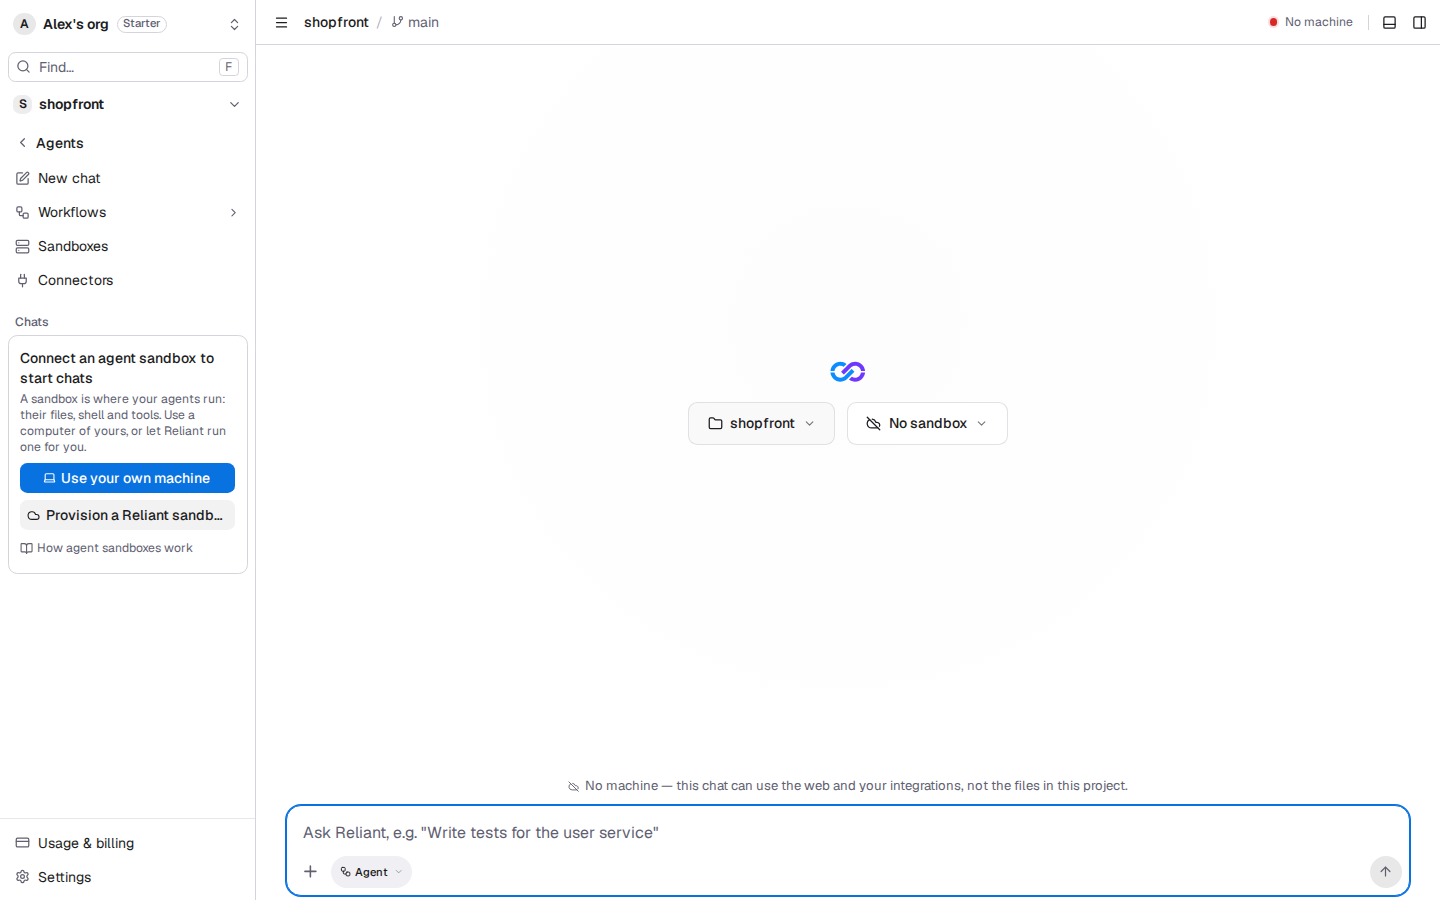 A Alex's org Starter
Find... F
S shopfront
Agents
New chat
Workflows
Sandboxes
Connectors
Chats
Connect an agent sandbox to
start chats
A sandbox is where your agents run:
their files, shell and tools. Use a
computer of yours, or let Reliant run
one for you.
Use your own machine
Provision a Reliant sandb...
How agent sandboxes work
Usage & billing
Settings
shopfront / main
No machine
shopfront
No sandbox
No machine — this chat can use the web and your integrations, not the files in this project.
Ask Reliant, e.g. "Write tests for the user service"
Agent